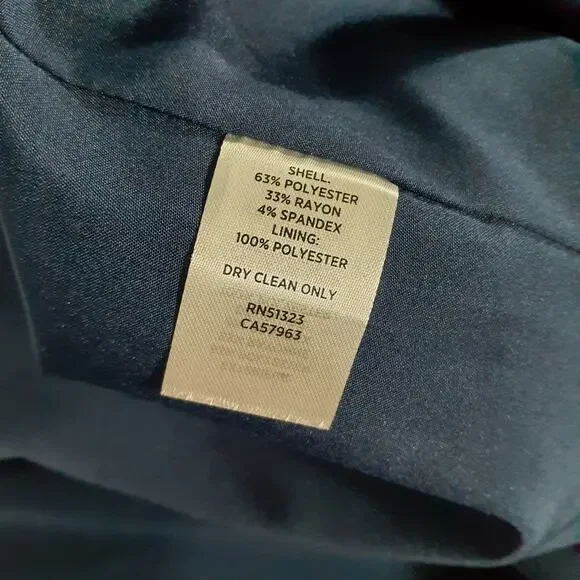 SHELL:
63% POLYESTER
33% RAYON
4% SPANDEX
LINING:
100% POLYESTER
DRY CLEAN ONLY
RN51323
CA57963